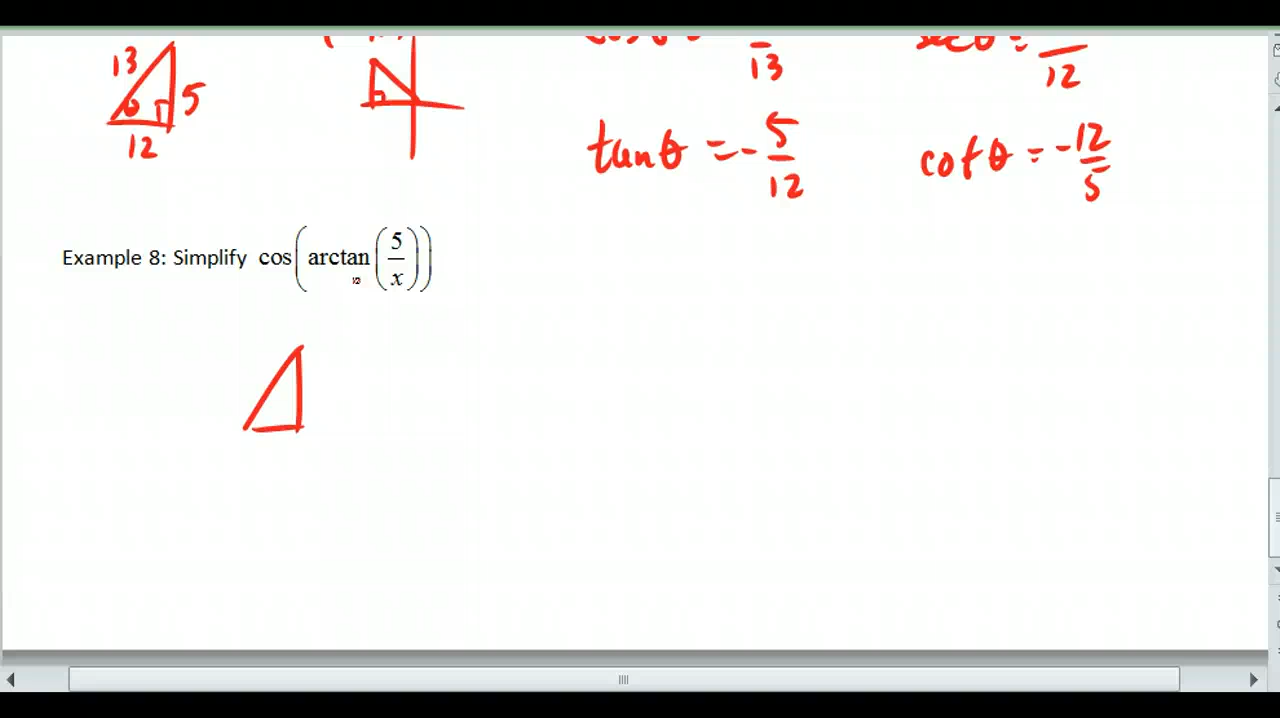 13
5
12
13
12
tan θ = - 5/12
cot θ = - 12/5
Example 8: Simplify cos(arctan(5/x))